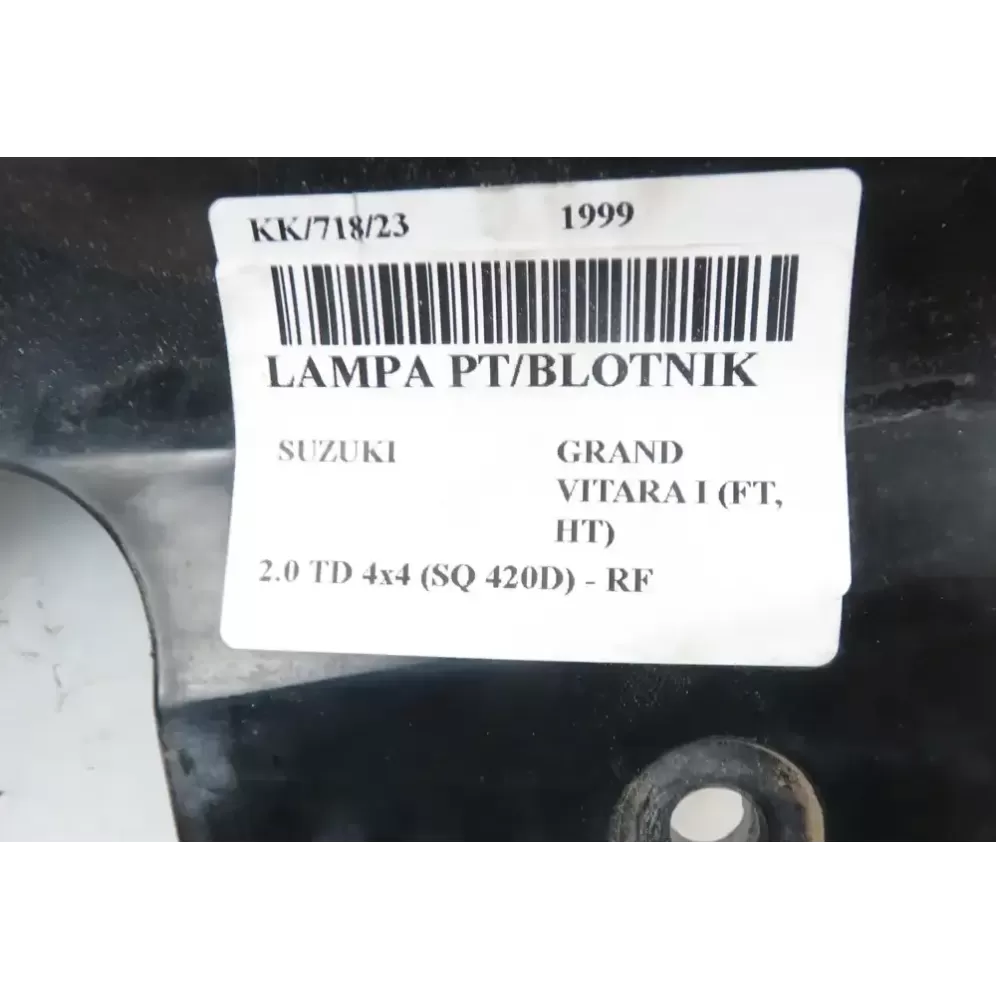 KK/718/23 1999
LAMPA PT/BLOTNIK
SUZUKI GRAND
VITARA I (FT,
HT)
2.0 TD 4x4 (SQ 420D) - RF